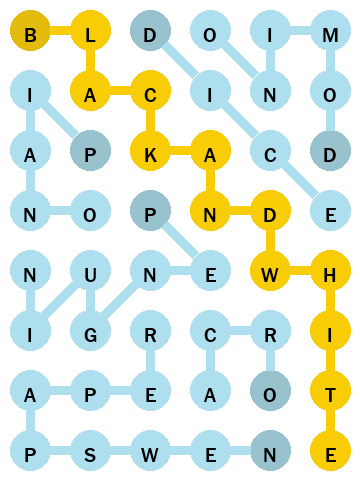 B L D O I M
I A C I N O
A P K A C D
N O P N D E
N U N E W H
I G R C R I
A P E A O T
P S W E N E